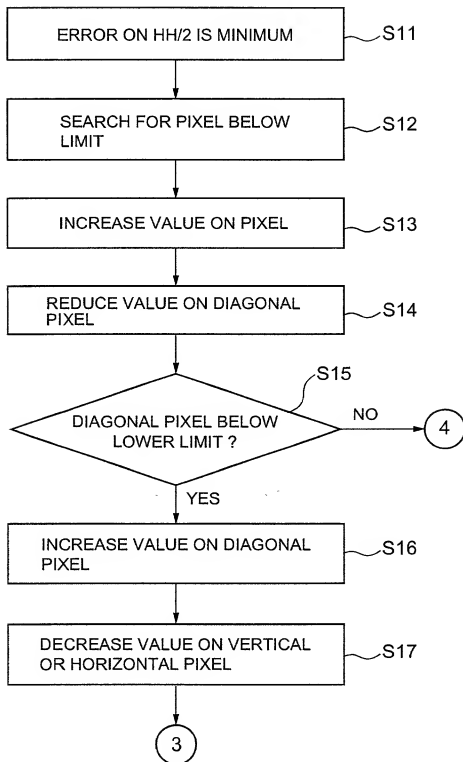 ERROR ON HH/2 IS MINIMUM
S11
SEARCH FOR PIXEL BELOW
LIMIT
S12
INCREASE VALUE ON PIXEL
S13
REDUCE VALUE ON DIAGONAL
PIXEL
S14
S15
DIAGONAL PIXEL BELOW
LOWER LIMIT ?
NO
4
YES
INCREASE VALUE ON DIAGONAL
PIXEL
S16
DECREASE VALUE ON VERTICAL
OR HORIZONTAL PIXEL
S17
3